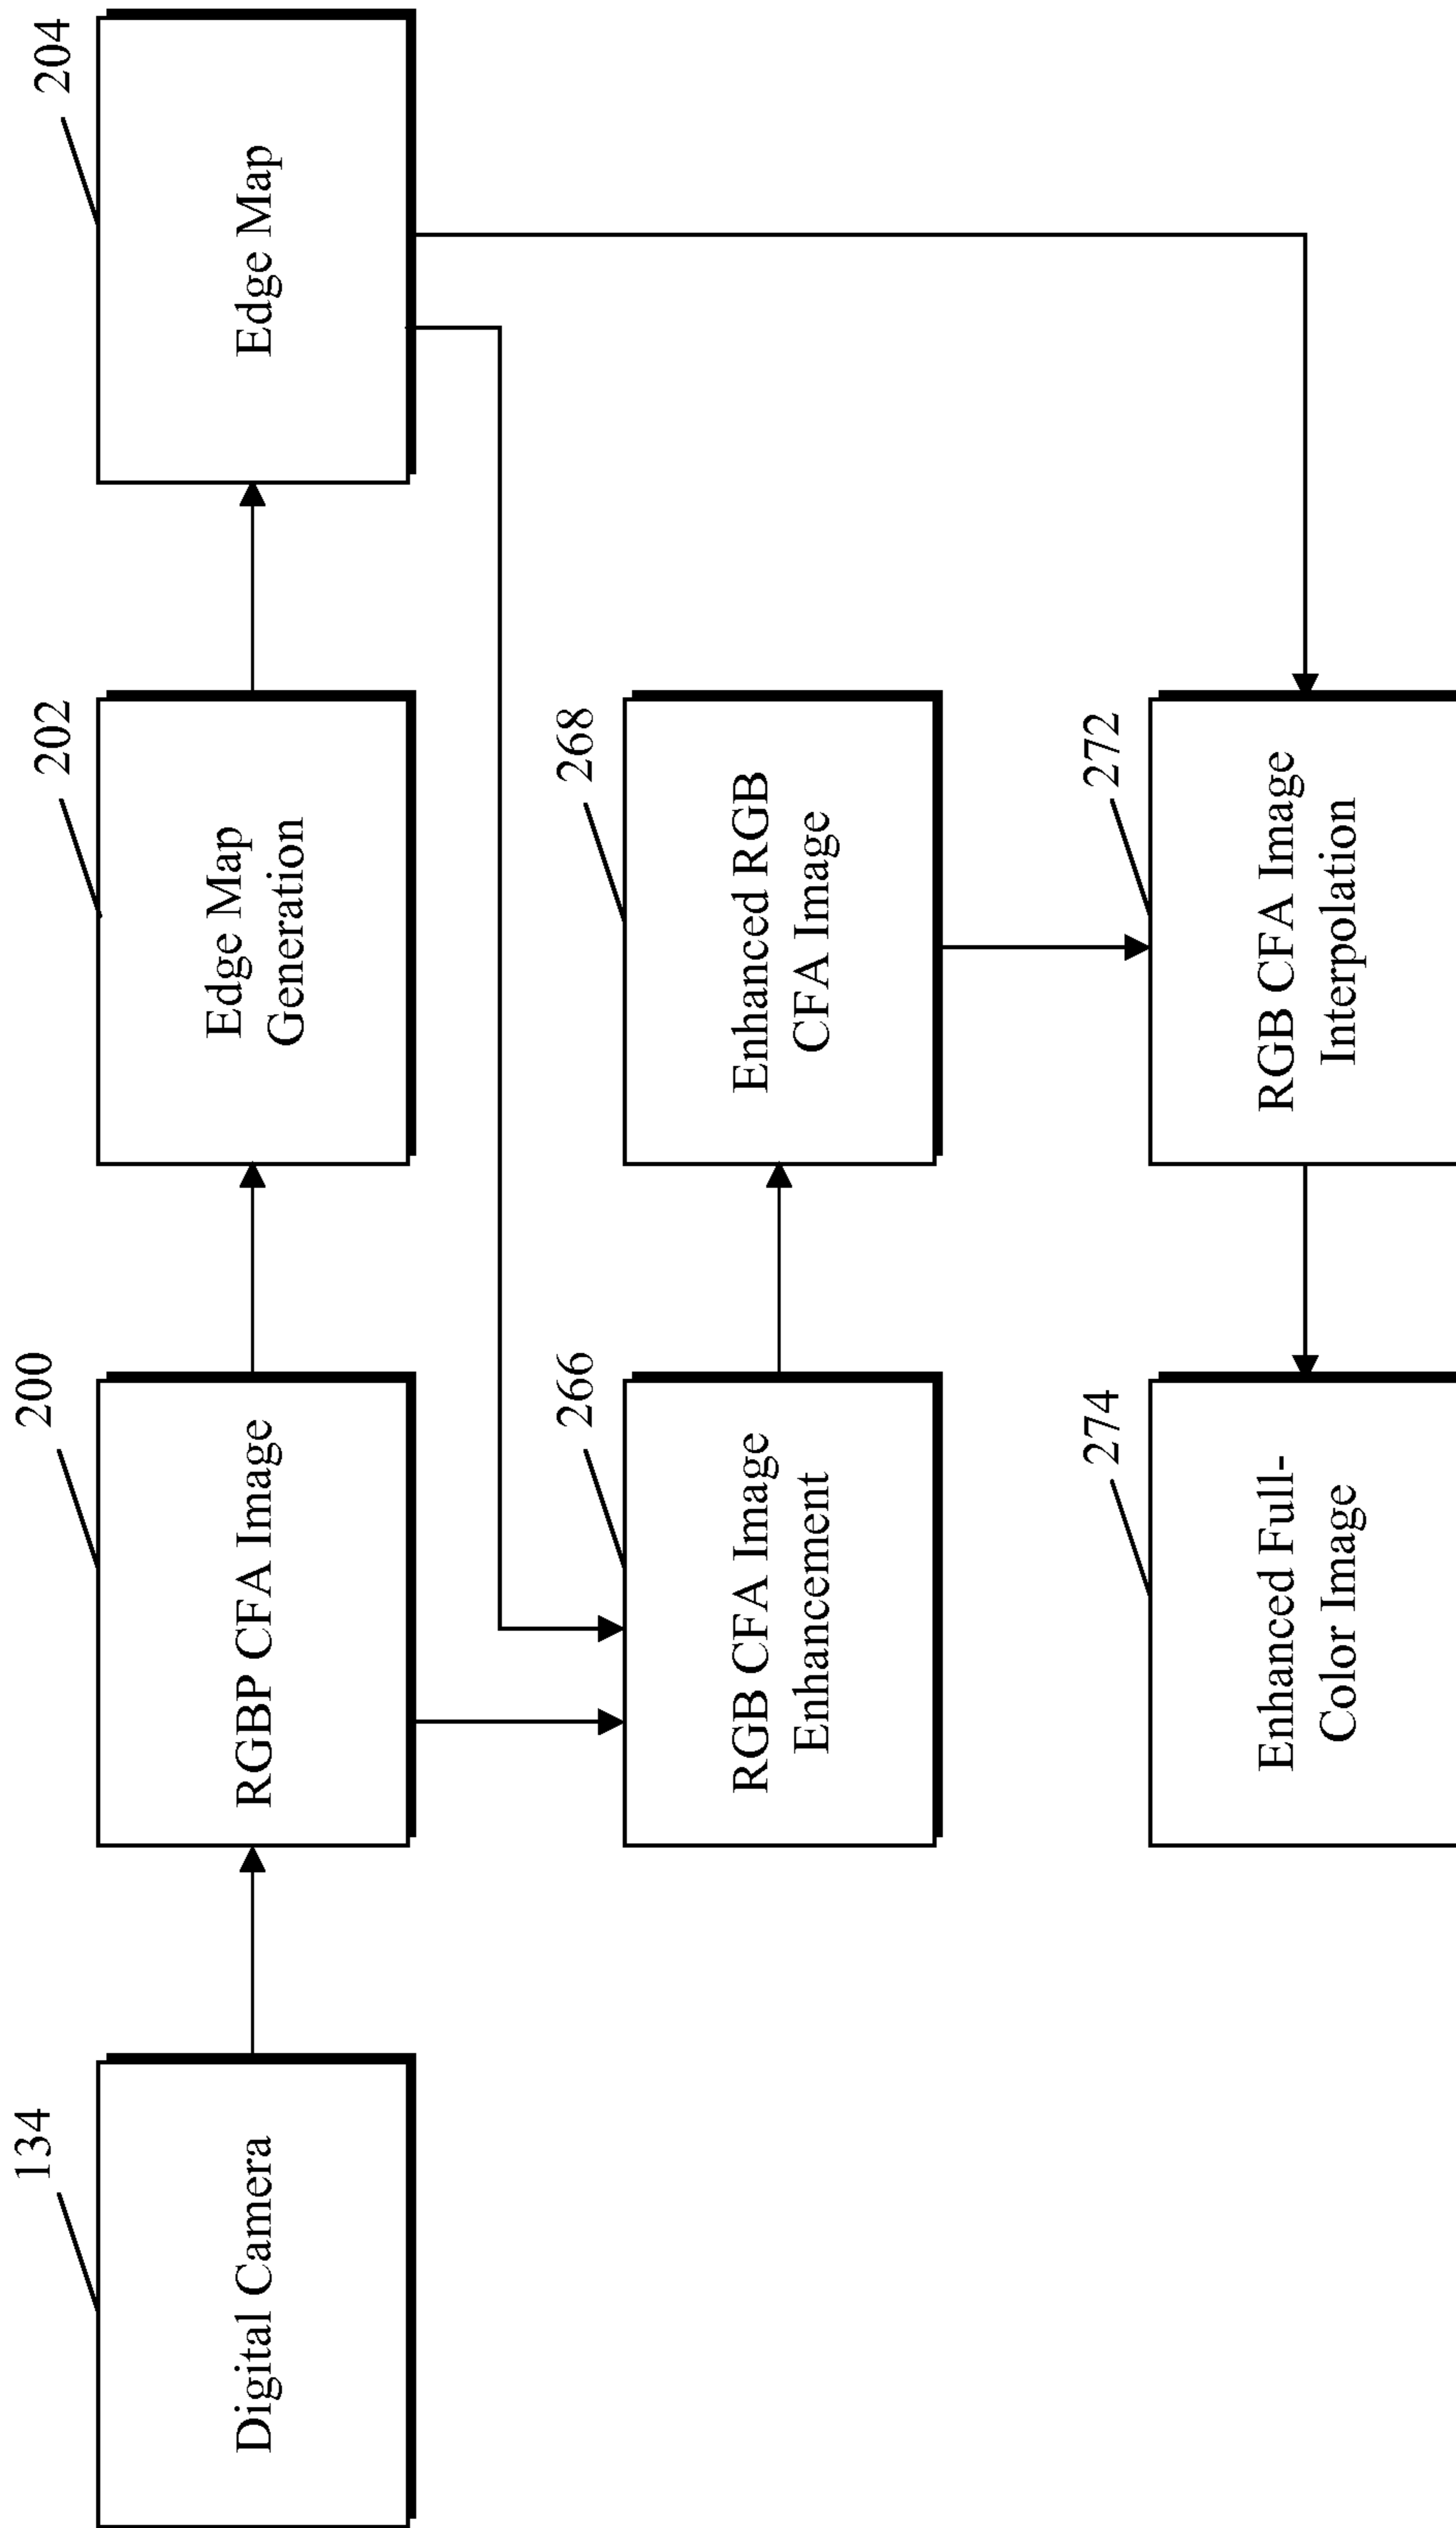 134
Digital Camera
200
RGBP CFA Image
202
Edge Map
Generation
204
Edge Map
266
RGB CFA Image
Enhancement
268
Enhanced RGB
CFA Image
274
Enhanced Full-
Color Image
272
RGB CFA Image
Interpolation